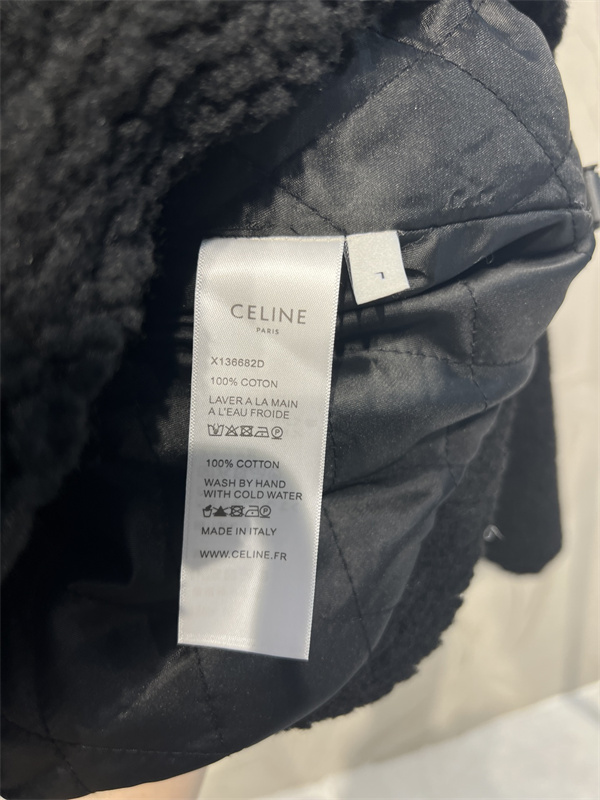 CELINE
PARIS
X136682D
100% COTON
LAVER A LA MAIN
A L'EAU FROIDE
100% COTTON
WASH BY HAND
WITH COLD WATER
MADE IN ITALY
WWW.CELINE.FR